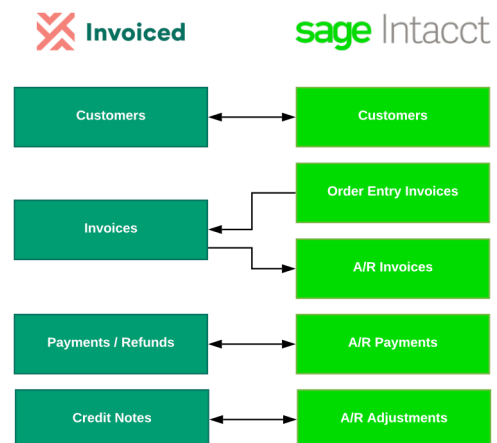 Invoiced
sage Intacct
Customers
Customers
Order Entry Invoices
Invoices
A/R Invoices
Payments / Refunds
A/R Payments
Credit Notes
A/R Adjustments